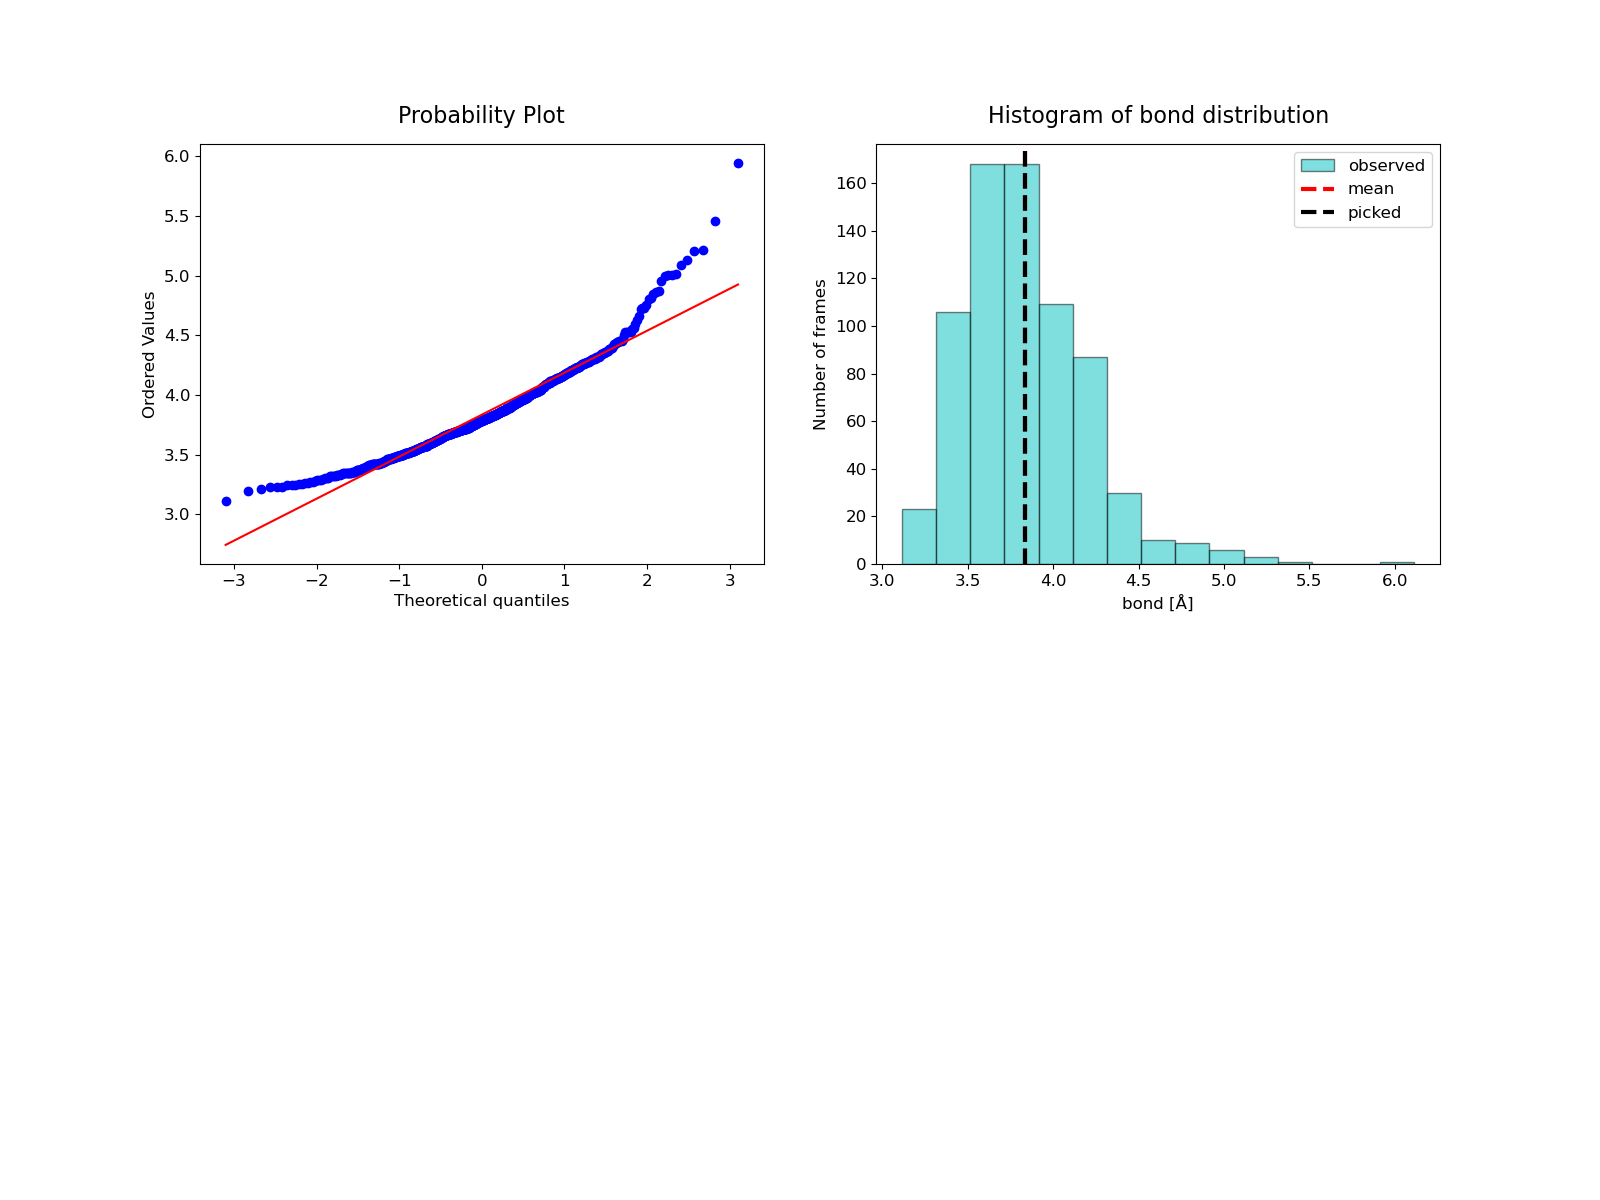 Probability Plot
6.0
5.5
5.0
4.5
4.0
3.5
3.0
Ordered Values
−3 −2 −1 0 1 2 3
Theoretical quantiles
Histogram of bond distribution
observed
mean
picked
160
140
120
100
80
60
40
20
0
Number of frames
3.0 3.5 4.0 4.5 5.0 5.5 6.0
bond [Å]